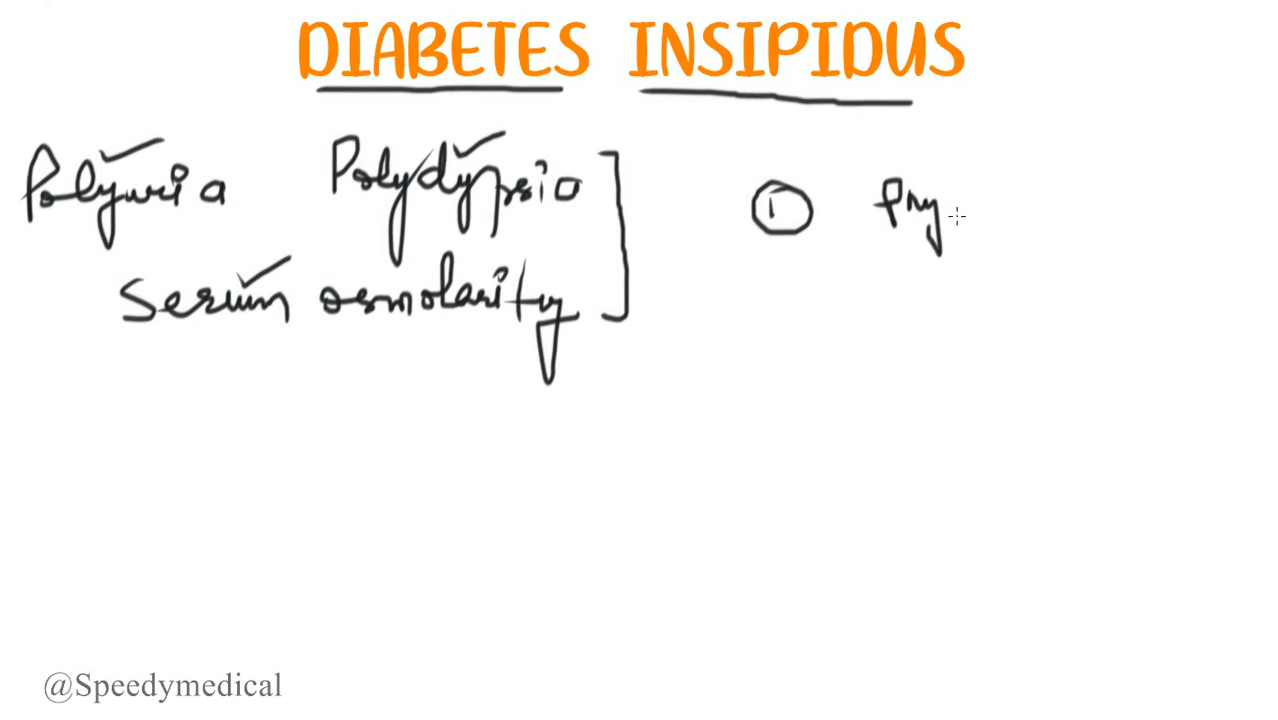 DIABETES INSIPIDUS
Polyuria Polydypsia
Serum osmolarity
1
@Speedymedical